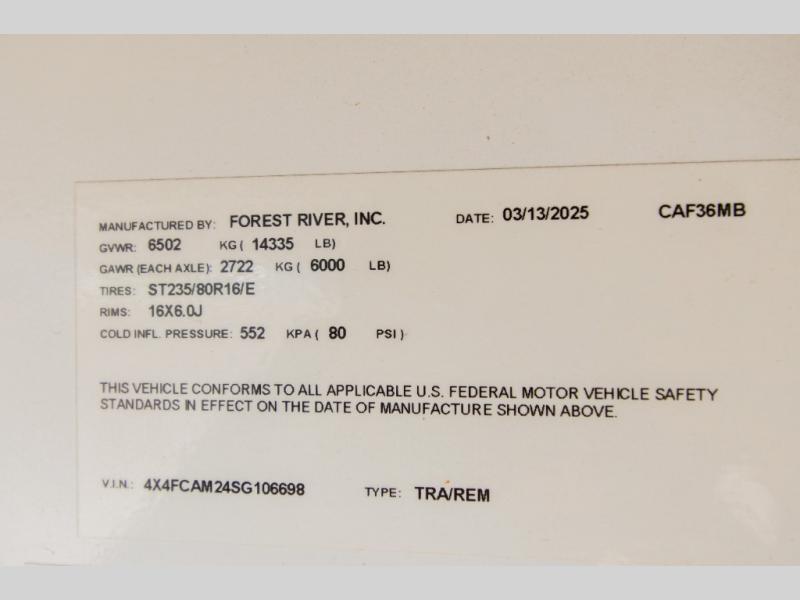 MANUFACTURED BY: FOREST RIVER, INC. DATE: 03/13/2025 CAF36MB
GVWR: 6502 KG ( 14335 LB)
GAWR (EACH AXLE): 2722 KG ( 6000 LB)
TIRES: ST235/80R16/E
RIMS: 16X6.0J
COLD INFL. PRESSURE: 552 KPA ( 80 PSI )
THIS VEHICLE CONFORMS TO ALL APPLICABLE U.S. FEDERAL MOTOR VEHICLE SAFETY
STANDARDS IN EFFECT ON THE DATE OF MANUFACTURE SHOWN ABOVE.
V.I.N.: 4X4FCAM24SG106698 TYPE: TRA/REM